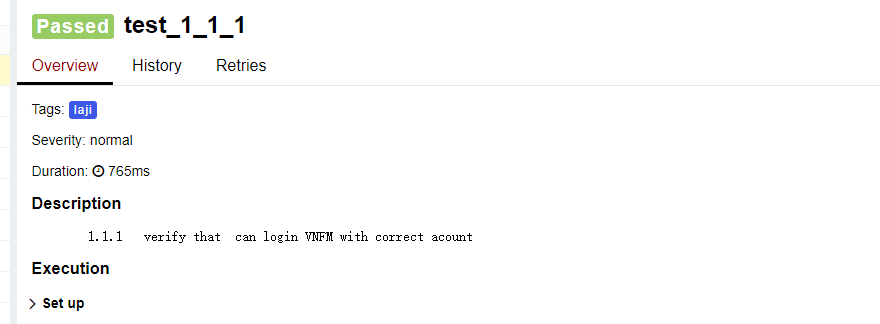 Passed test_1_1_1
Overview History Retries
Tags: laji
Severity: normal
Duration: 765ms
Description
1.1.1 verify that can login VNFM with correct acount
Execution
Set up